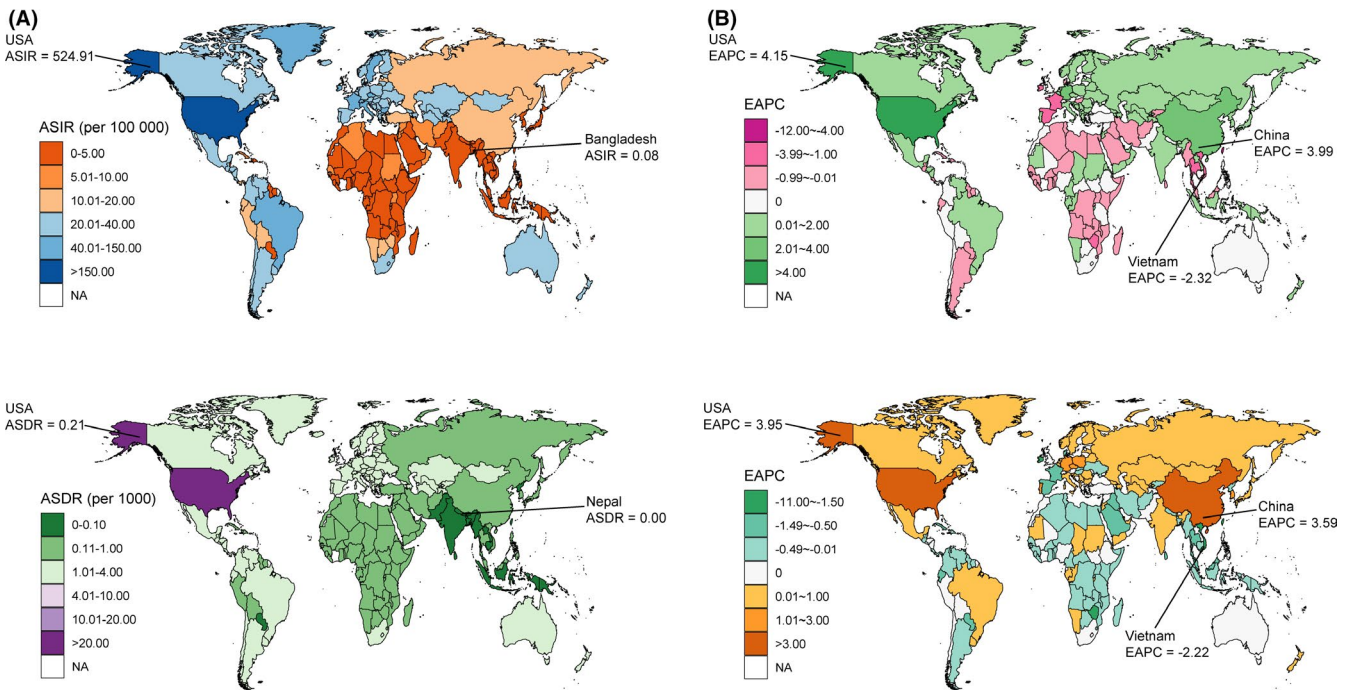 (A)
USA
ASIR = 524.91
ASIR (per 100 000)
0-5.00
5.01-10.00
10.01-20.00
20.01-40.00
40.01-150.00
>150.00
NA
Bangladesh
ASIR = 0.08
(B)
USA
EAPC = 4.15
EAPC
-12.00~-4.00
-3.99~-1.00
-0.99~-0.01
0
0.01~2.00
2.01~4.00
>4.00
NA
China
EAPC = 3.99
Vietnam
EAPC = -2.32
USA
ASDR = 0.21
ASDR (per 1000)
0-0.10
0.11-1.00
1.01-4.00
4.01-10.00
10.01-20.00
>20.00
NA
Nepal
ASDR = 0.00
USA
EAPC = 3.95
EAPC
-11.00~-1.50
-1.49~-0.50
-0.49~-0.01
0
0.01~1.00
1.01~3.00
>3.00
NA
China
EAPC = 3.59
Vietnam
EAPC = -2.22